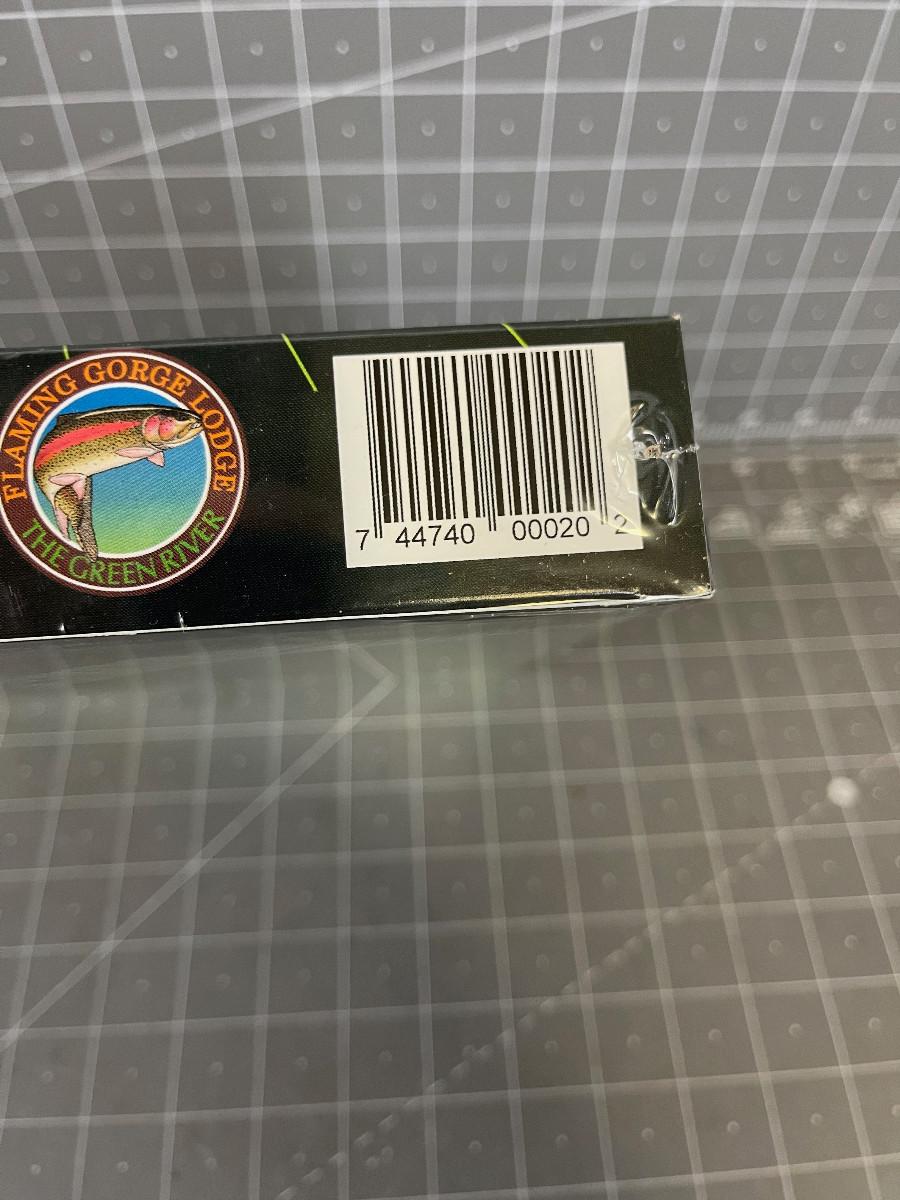 FLAMING GORGE LODGE
THE GREEN RIVER
7 44740 00020 2